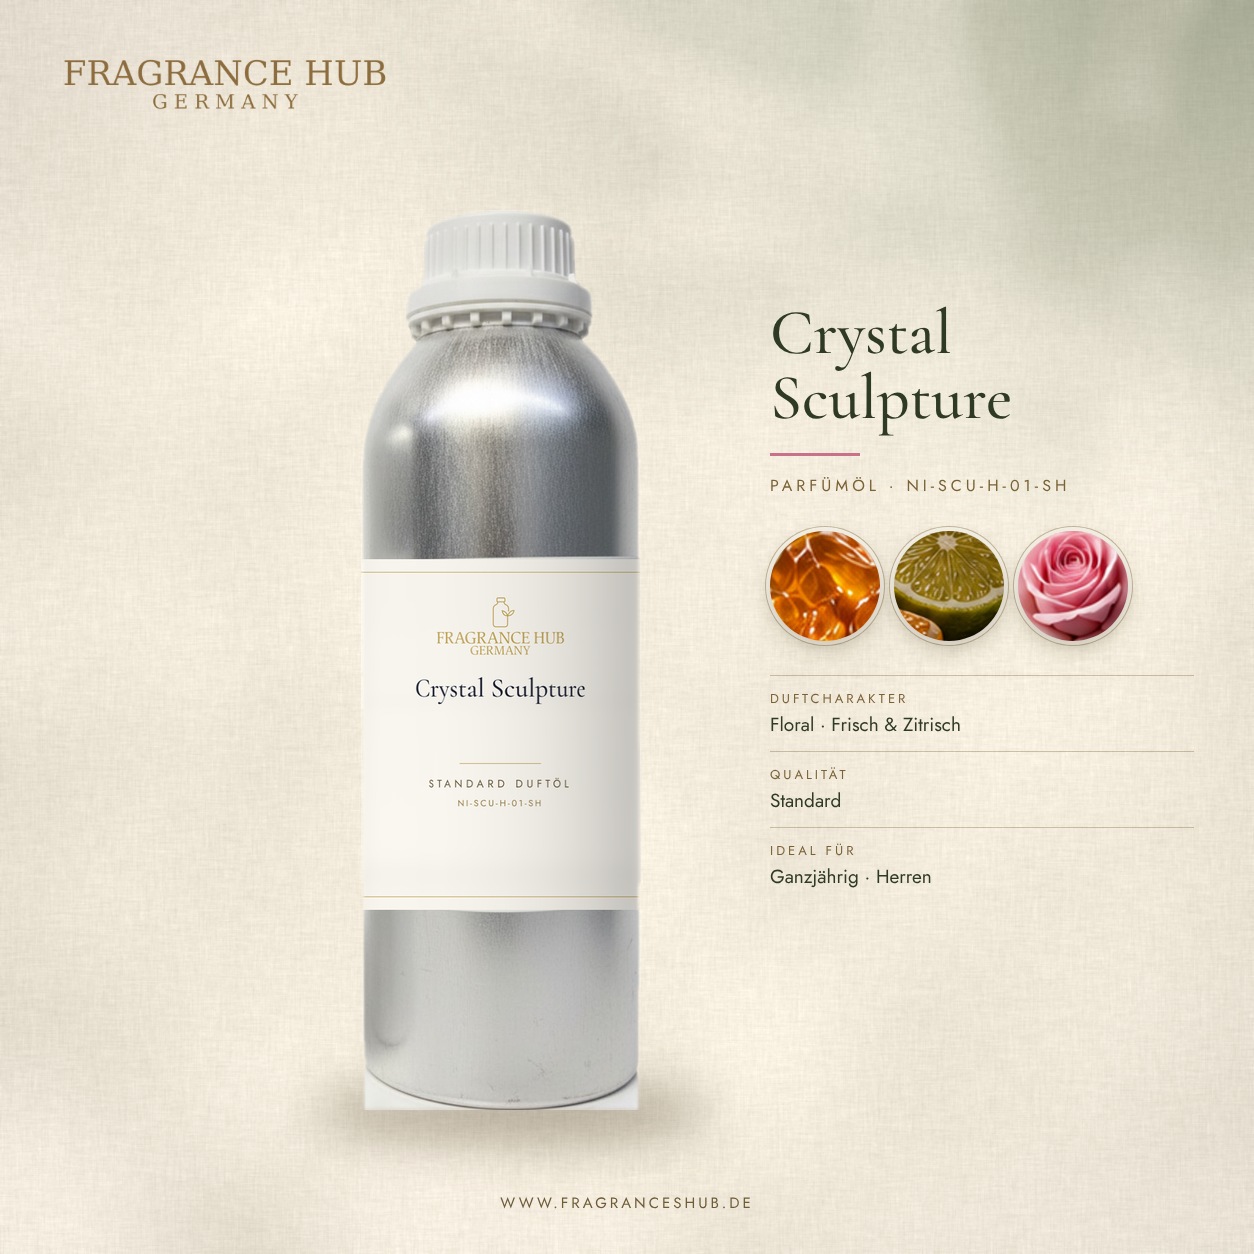 FRAGRANCE HUB
GERMANY
Crystal
Sculpture
PARFÜMÖL · NI-SCU-H-01-SH
DUFTCHARAKTER
Floral · Frisch & Zitrisch
QUALITÄT
Standard
IDEAL FÜR
Ganzjährig · Herren
FRAGRANCE HUB
GERMANY
Crystal Sculpture
STANDARD DUFTÖL
NI-SCU-H-01-SH
WWW.FRAGRANCESHUB.DE